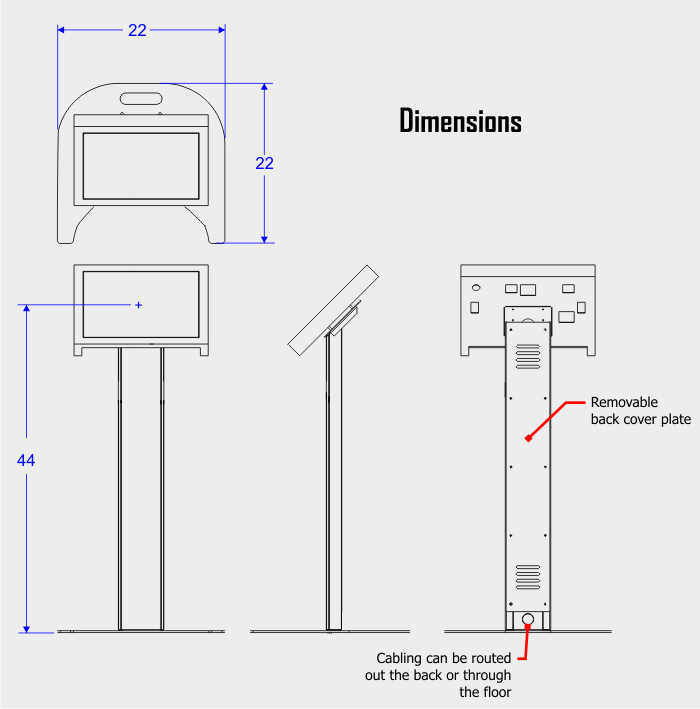 22
Dimensions
22
44
Removable
back cover plate
Cabling can be routed
out the back or through
the floor